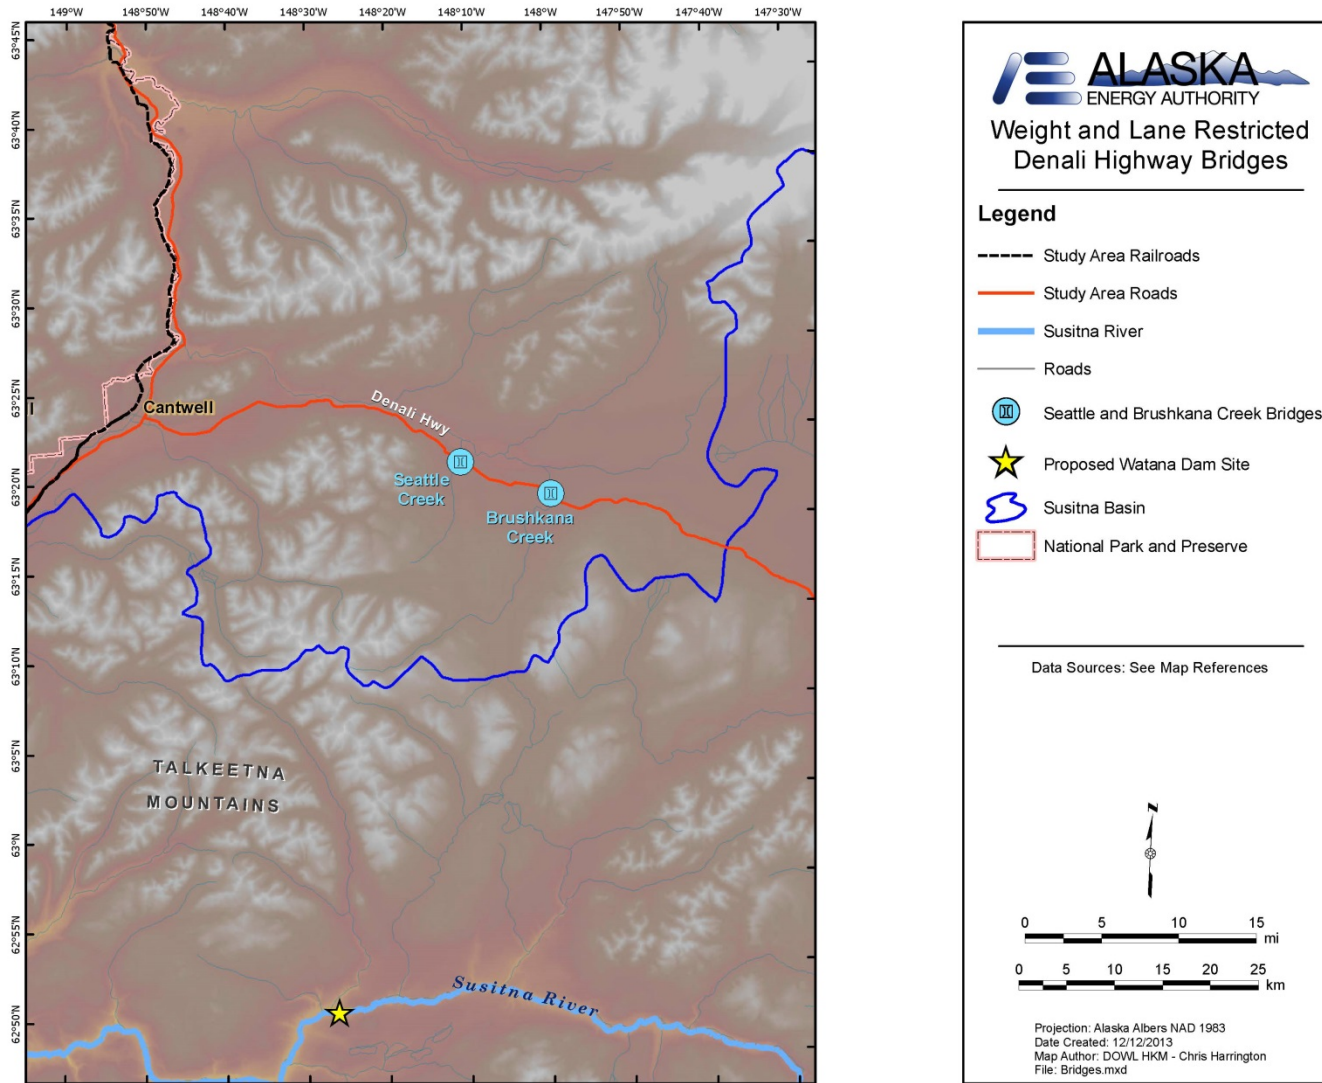 149°W 148°50'W 148°40'W 148°30'W 148°20'W 148°10'W 148°W 147°50'W 147°40'W 147°30'W
63°45'N
63°40'N
63°35'N
63°30'N
63°25'N
63°20'N
63°15'N
63°10'N
63°5'N
63°N
62°55'N
62°50'N
Cantwell
Denali Hwy
Seattle
Creek
Brushkana
Creek
TALKEETNA
MOUNTAINS
Susitna River
ALASKA
ENERGY AUTHORITY
Weight and Lane Restricted
Denali Highway Bridges
Legend
Study Area Railroads
Study Area Roads
Susitna River
Roads
Seattle and Brushkana Creek Bridges
Proposed Watana Dam Site
Susitna Basin
National Park and Preserve
Data Sources: See Map References
N
0 5 10 15
mi
0 5 10 15 20 25
km
Projection: Alaska Albers NAD 1983
Date Created: 12/12/2013
Map Author: DOWL HKM - Chris Harrington
File: Bridges.mxd